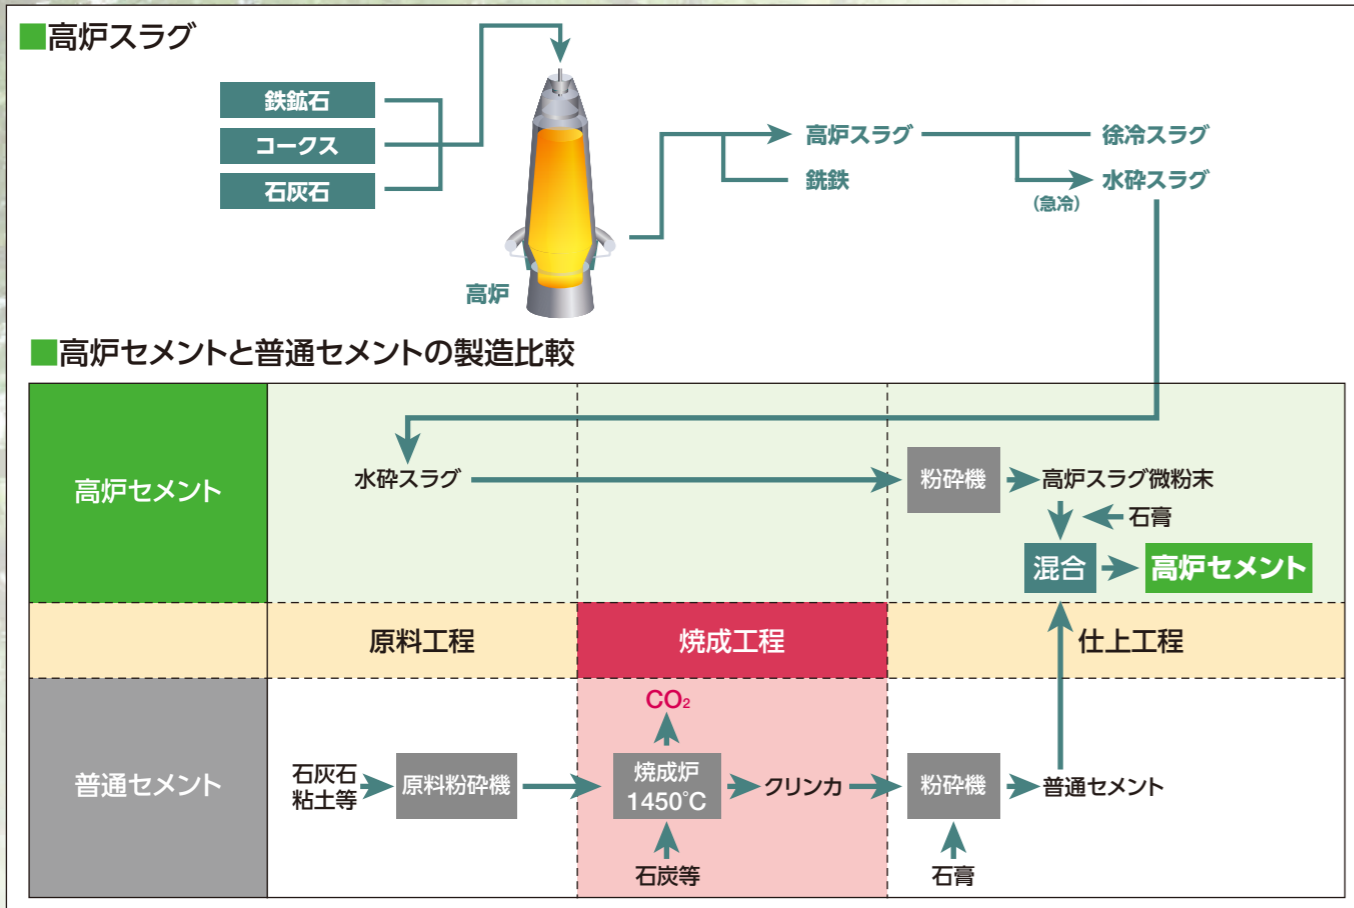 ■高炉スラグ
鉄鉱石
コークス
石灰石
高炉
高炉スラグ
銑鉄
徐冷スラグ
水砕スラグ
(急冷)
■高炉セメントと普通セメントの製造比較
高炉セメント
水砕スラグ
粉砕機
高炉スラグ微粉末
石膏
混合
高炉セメント
原料工程
焼成工程
仕上工程
普通セメント
石灰石
粘土等
原料粉砕機
CO₂
焼成炉
1450°C
石炭等
クリンカ
粉砕機
石膏
普通セメント